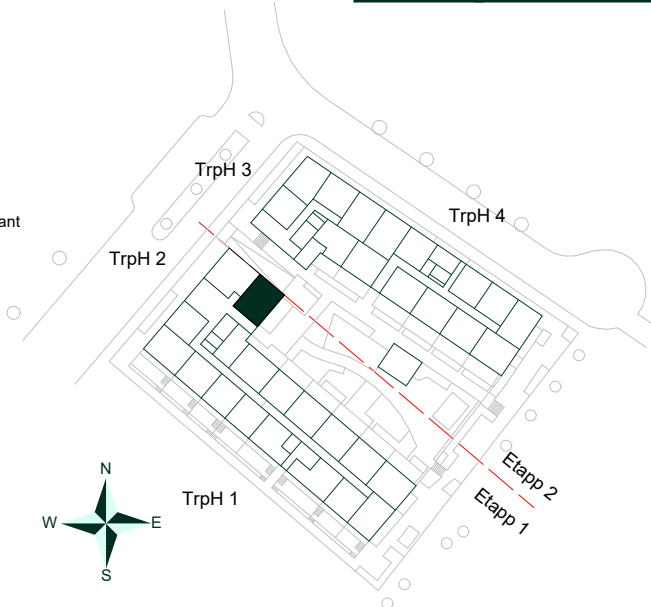 TrpH 3
TrpH 4
ant
TrpH 2
Etapp 2
Etapp 1
TrpH 1
N
W
E
S